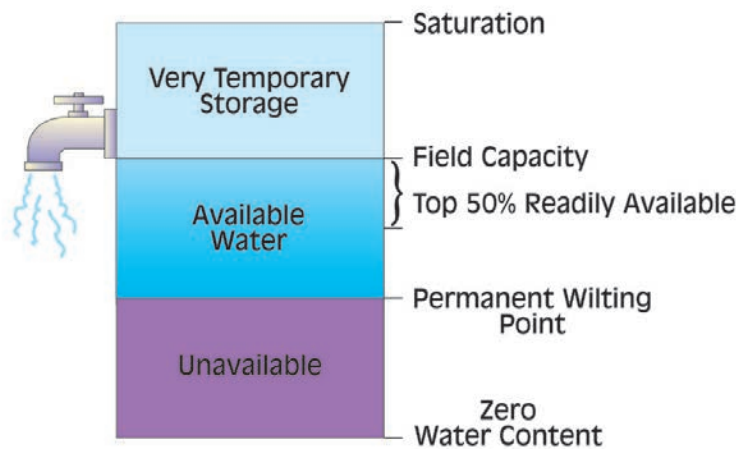 Saturation
Very Temporary
Storage
Field Capacity
Top 50% Readily Available
Available
Water
Permanent Wilting
Point
Unavailable
Zero
Water Content